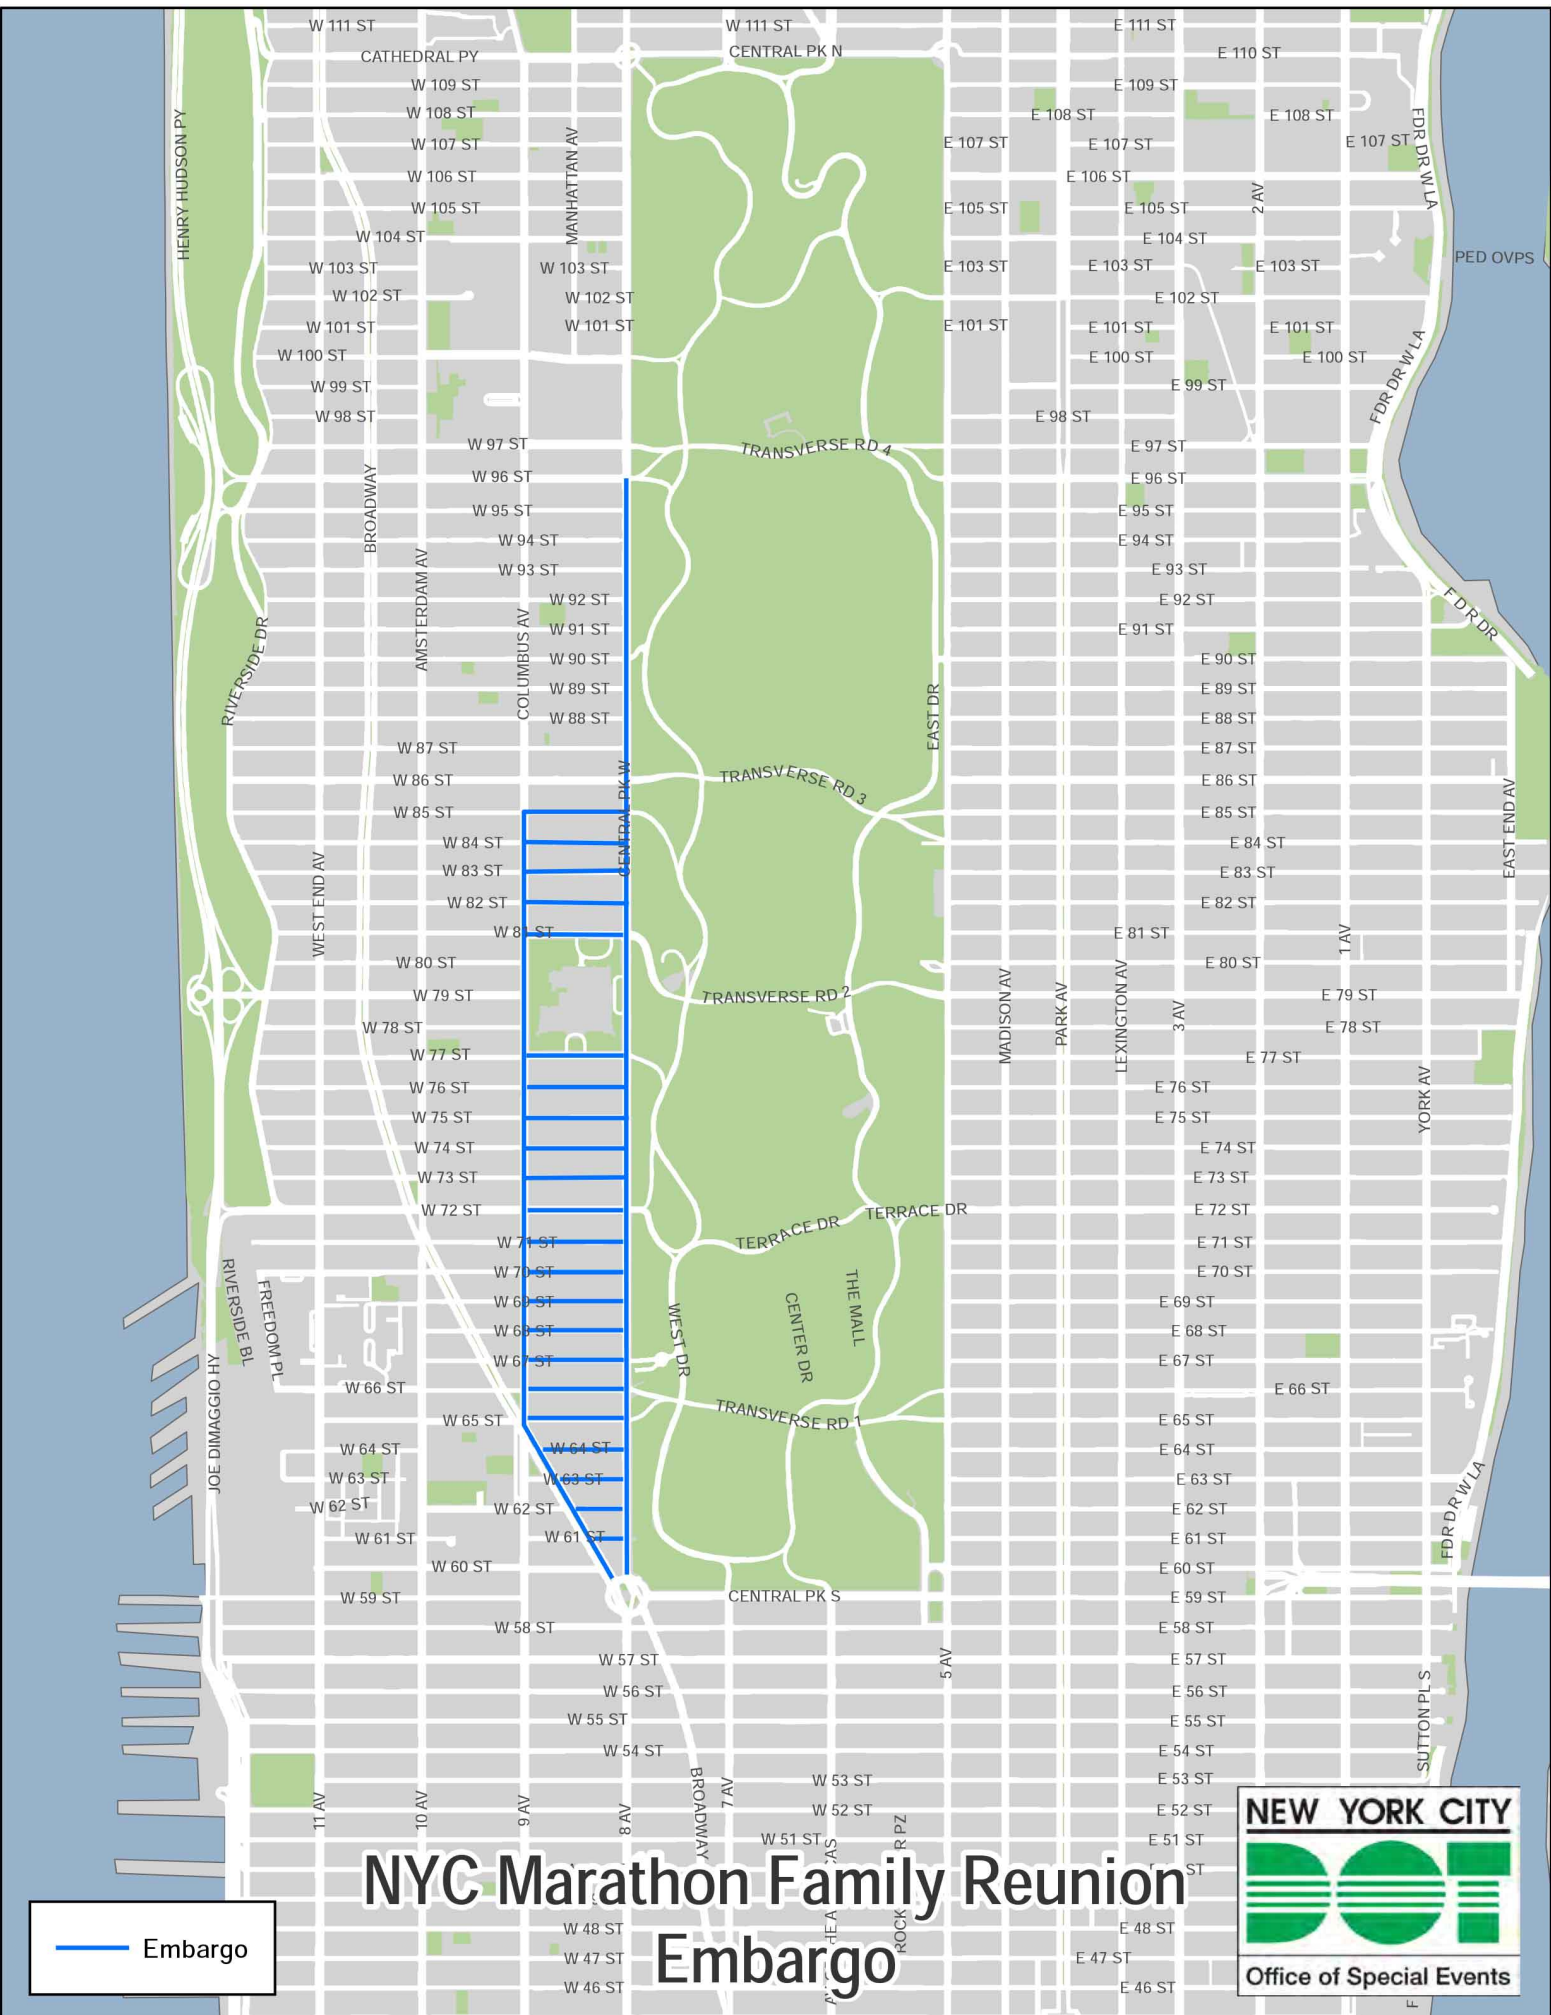 W 111 ST
W 111 ST
E 111 ST
CATHEDRAL PY
CENTRAL PK N
E 110 ST
W 109 ST
E 109 ST
W 108 ST
E 108 ST
E 108 ST
HENRY HUDSON PY
MANHATTAN AV
FDR DR W LA
W 107 ST
E 107 ST
E 107 ST
E 107 ST
W 106 ST
E 106 ST
2 AV
W 105 ST
E 105 ST
E 105 ST
W 104 ST
E 104 ST
PED OVPS
W 103 ST
W 103 ST
E 103 ST
E 103 ST
E 103 ST
W 102 ST
W 102 ST
E 102 ST
W 101 ST
W 101 ST
E 101 ST
E 101 ST
E 101 ST
W 100 ST
E 100 ST
E 100 ST
FDR DR W LA
W 99 ST
E 99 ST
W 98 ST
E 98 ST
W 97 ST
TRANSVERSE RD 4
E 97 ST
W 96 ST
E 96 ST
BROADWAY
W 95 ST
E 95 ST
W 94 ST
E 94 ST
W 93 ST
E 93 ST
AMSTERDAM AV
W 92 ST
E 92 ST
F D R DR
COLUMBUS AV
W 91 ST
E 91 ST
RIVERSIDE DR
W 90 ST
E 90 ST
W 89 ST
E 89 ST
EAST DR
W 88 ST
E 88 ST
W 87 ST
E 87 ST
W 86 ST
CENTRAL PK W
TRANSVERSE RD 3
E 86 ST
EAST END AV
W 85 ST
E 85 ST
W 84 ST
E 84 ST
W 83 ST
E 83 ST
WEST END AV
W 82 ST
E 82 ST
W 81 ST
E 81 ST
1 AV
W 80 ST
E 80 ST
W 79 ST
TRANSVERSE RD 2
E 79 ST
MADISON AV
PARK AV
LEXINGTON AV
3 AV
W 78 ST
E 78 ST
W 77 ST
E 77 ST
W 76 ST
E 76 ST
YORK AV
W 75 ST
E 75 ST
W 74 ST
E 74 ST
W 73 ST
E 73 ST
W 72 ST
TERRACE DR
TERRACE DR
E 72 ST
W 71 ST
E 71 ST
W 70 ST
E 70 ST
RIVERSIDE BL
FREEDOM PL
W 69 ST
WEST DR
CENTER DR
THE MALL
E 69 ST
W 68 ST
E 68 ST
W 67 ST
E 67 ST
JOE DIMAGGIO HY
W 66 ST
E 66 ST
W 65 ST
TRANSVERSE RD 1
E 65 ST
W 64 ST
W 64 ST
E 64 ST
W 63 ST
W 63 ST
E 63 ST
FDR DR W LA
W 62 ST
W 62 ST
E 62 ST
W 61 ST
W 61 ST
E 61 ST
W 60 ST
E 60 ST
W 59 ST
CENTRAL PK S
E 59 ST
W 58 ST
E 58 ST
W 57 ST
5 AV
E 57 ST
W 56 ST
E 56 ST
SUTTON PL S
W 55 ST
E 55 ST
W 54 ST
E 54 ST
W 53 ST
E 53 ST
11 AV
10 AV
9 AV
8 AV
BROADWAY
7 AV
W 52 ST
E 52 ST
W 51 ST
E 51 ST
NYC Marathon Family Reunion
Embargo
W 48 ST
E 48 ST
W 47 ST
E 47 ST
W 46 ST
E 46 ST
Embargo
NEW YORK CITY
DOT
Office of Special Events